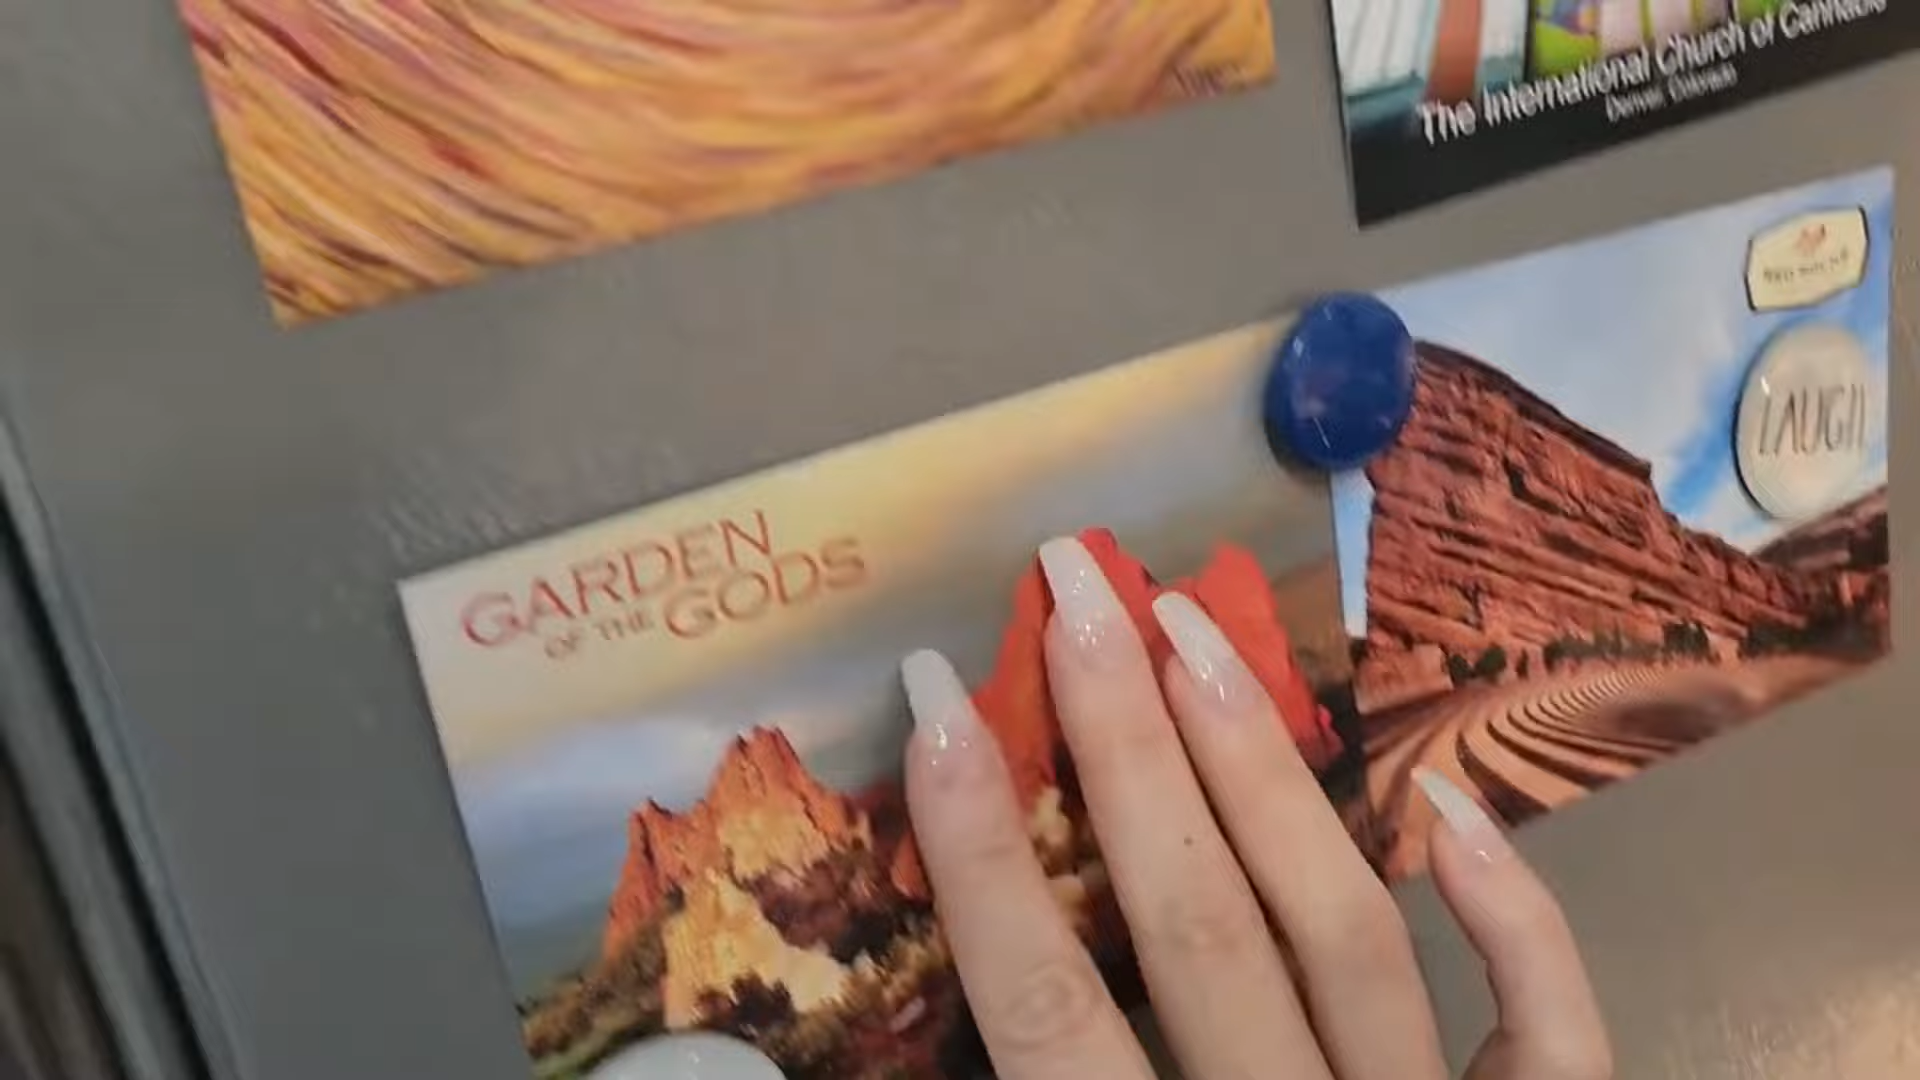 The International Church of Cannabis
Denver, Colorado
LAUGH
GARDEN
OF THE GODS